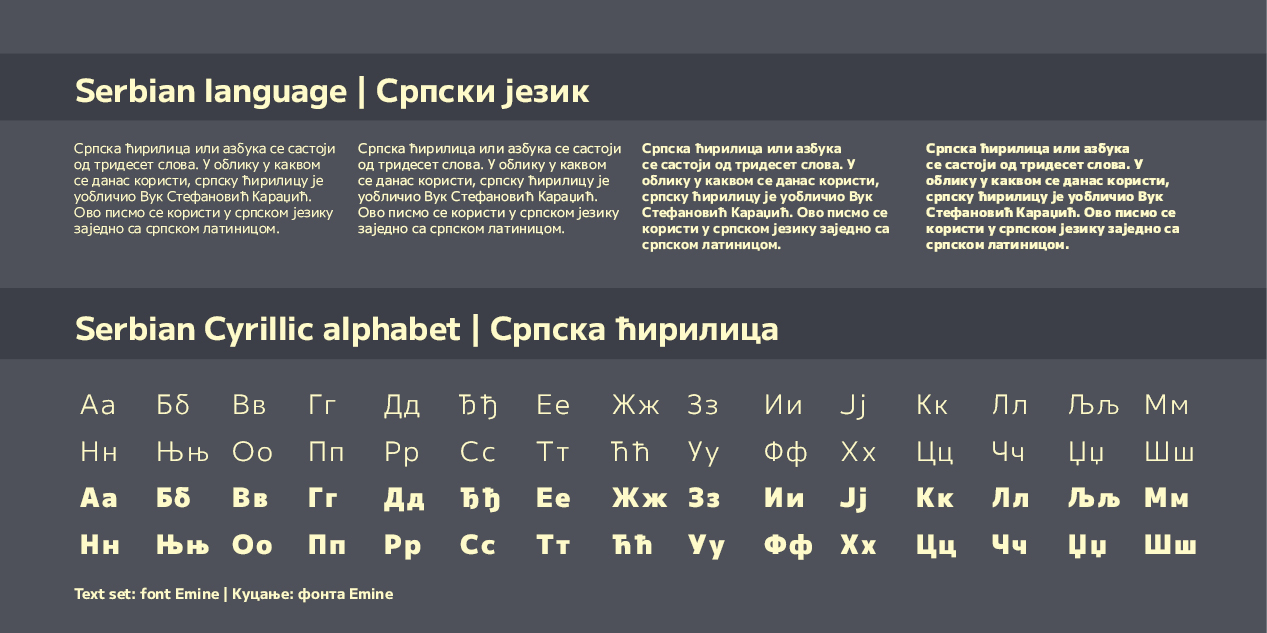 Serbian language | Српски језик
Српска ћирилица или азбука се састоји
од тридесет слова. У облику у каквом
се данас користи, српску ћирилицу је
уобличио Вук Стефановић Караџић.
Ово писмо се користи у српском језику
заједно са српском латиницом.
Српска ћирилица или азбука се састоји
од тридесет слова. У облику у каквом
се данас користи, српску ћирилицу је
уобличио Вук Стефановић Караџић.
Ово писмо се користи у српском језику
заједно са српском латиницом.
Српска ћирилица или азбука
се састоји од тридесет слова. У
облику у каквом се данас користи,
српску ћирилицу је уобличио Вук
Стефановић Караџић. Ово писмо се
користи у српском језику заједно са
српском латиницом.
Српска ћирилица или азбука
се састоји од тридесет слова. У
облику у каквом се данас користи,
српску ћирилицу је уобличио Вук
Стефановић Караџић. Ово писмо се
користи у српском језику заједно са
српском латиницом.
Serbian Cyrillic alphabet | Српска ћирилица
Аа Бб Вв Гг Дд Ђђ Ее Жж Зз Ии Јј Кк Лл Љљ Мм
Нн Њњ Оо Пп Рр Сс Тт Ћћ Уу Фф Хх Цц Чч Џџ Шш
Аа Бб Вв Гг Дд Ђђ Ее Жж Зз Ии Јј Кк Лл Љљ Мм
Нн Њњ Оо Пп Рр Сс Тт Ћћ Уу Фф Хх Цц Чч Џџ Шш
Text set: font Emine | Куцање: фонта Emine